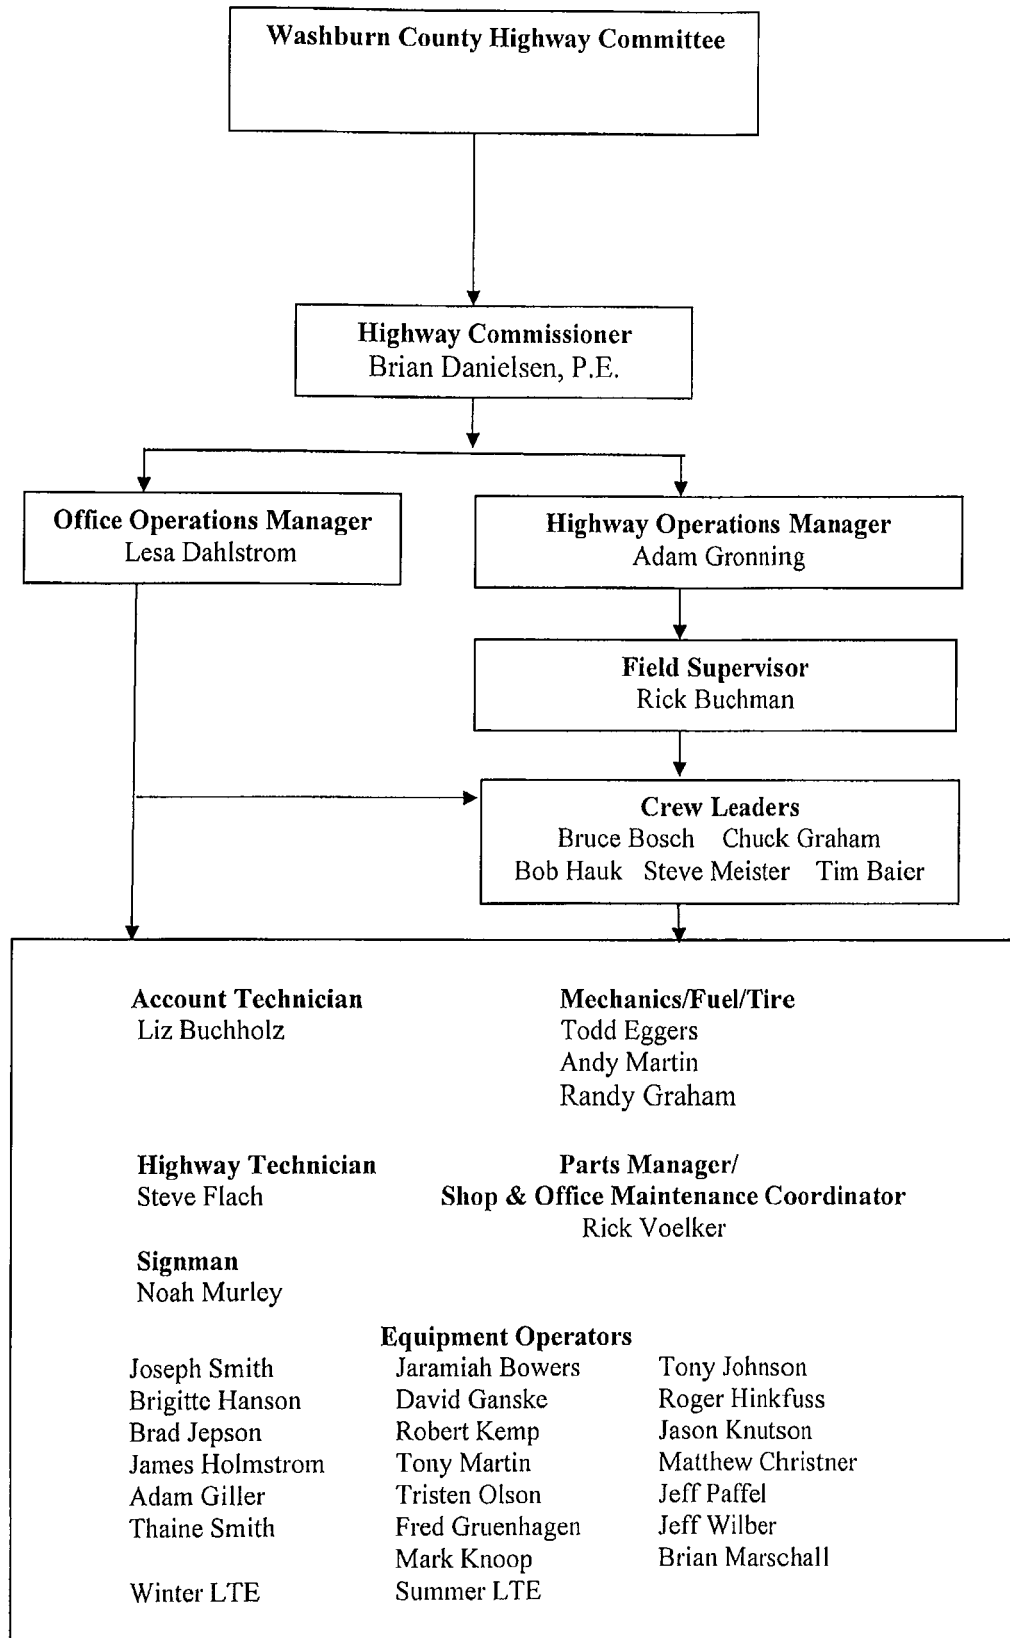 Washburn County Highway Committee
Highway Commissioner
Brian Danielsen, P.E.
Office Operations Manager
Lesa Dahlstrom
Highway Operations Manager
Adam Gronning
Field Supervisor
Rick Buchman
Crew Leaders
Bruce Bosch Chuck Graham
Bob Hauk Steve Meister Tim Baier
Account Technician
Liz Buchholz
Mechanics/Fuel/Tire
Todd Eggers
Andy Martin
Randy Graham
Highway Technician
Steve Flach
Parts Manager/
Shop & Office Maintenance Coordinator
Rick Voelker
Signman
Noah Murley
Equipment Operators
Joseph Smith Jaramiah Bowers Tony Johnson
Brigitte Hanson David Ganske Roger Hinkfuss
Brad Jepson Robert Kemp Jason Knutson
James Holmstrom Tony Martin Matthew Christner
Adam Giller Tristen Olson Jeff Paffel
Thaine Smith Fred Gruenhagen Jeff Wilber
Mark Knoop Brian Marschall
Winter LTE Summer LTE